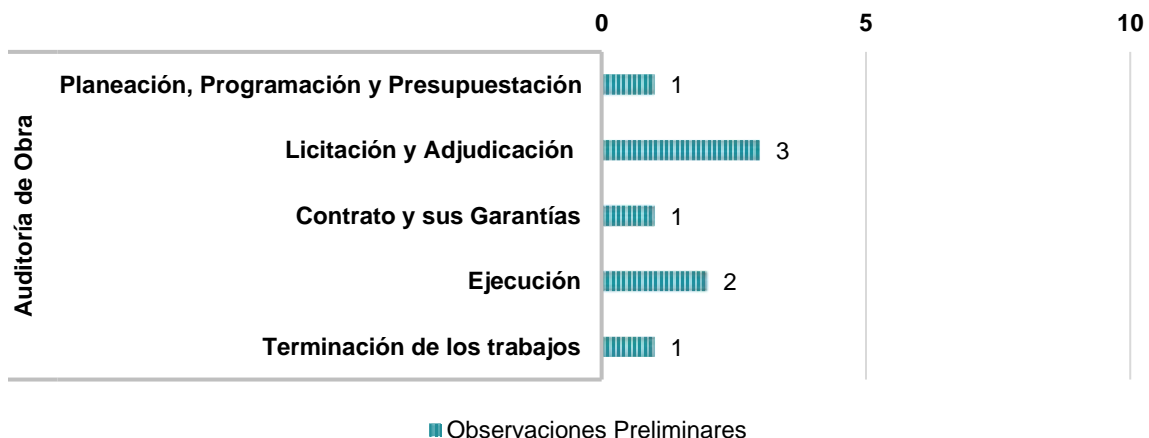 0 5 10
Auditoría de Obra
Planeación, Programación y Presupuestación 1
Licitación y Adjudicación 3
Contrato y sus Garantías 1
Ejecución 2
Terminación de los trabajos 1
Observaciones Preliminares